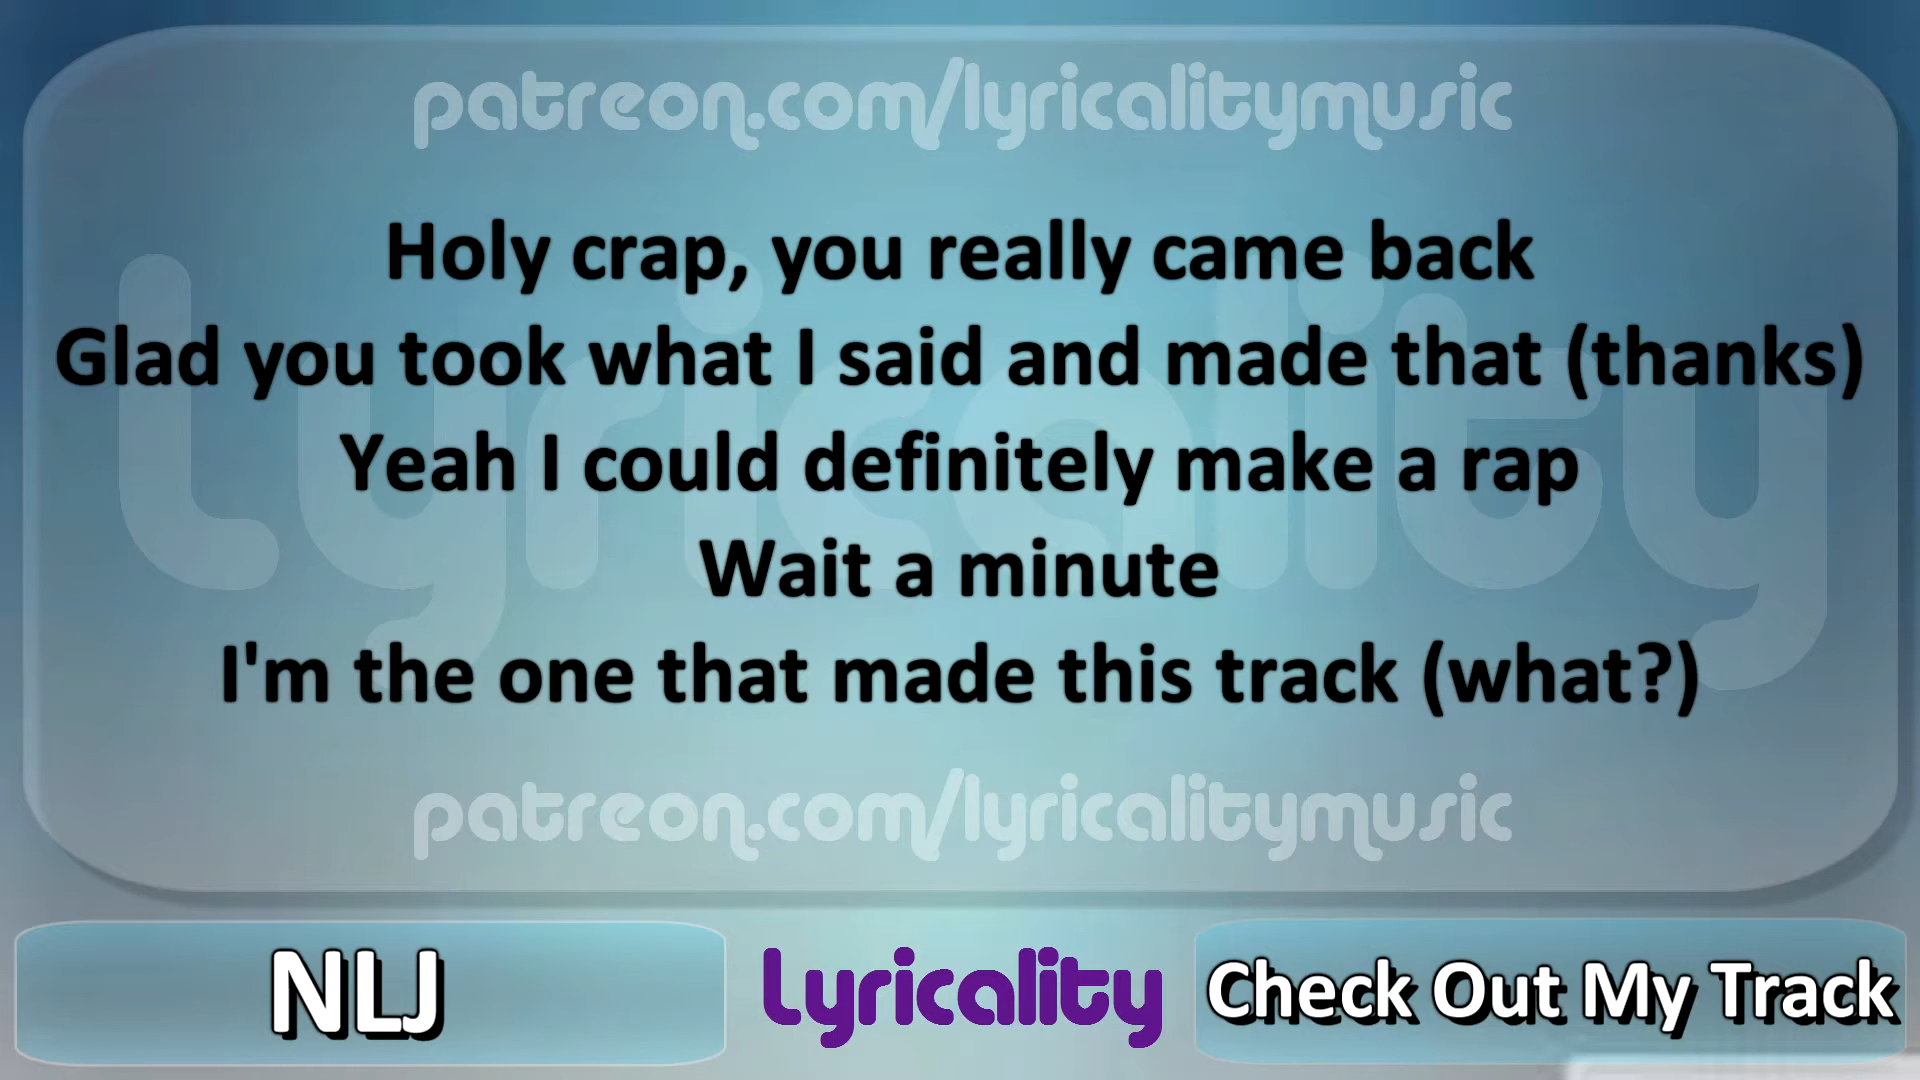 patreon.com/lyricalitymusic
Holy crap, you really came back
Glad you took what I said and made that (thanks)
Yeah I could definitely make a rap
Wait a minute
I'm the one that made this track (what?)
Lyricality
patreon.com/lyricalitymusic
NLJ
Lyricality
Check Out My Track